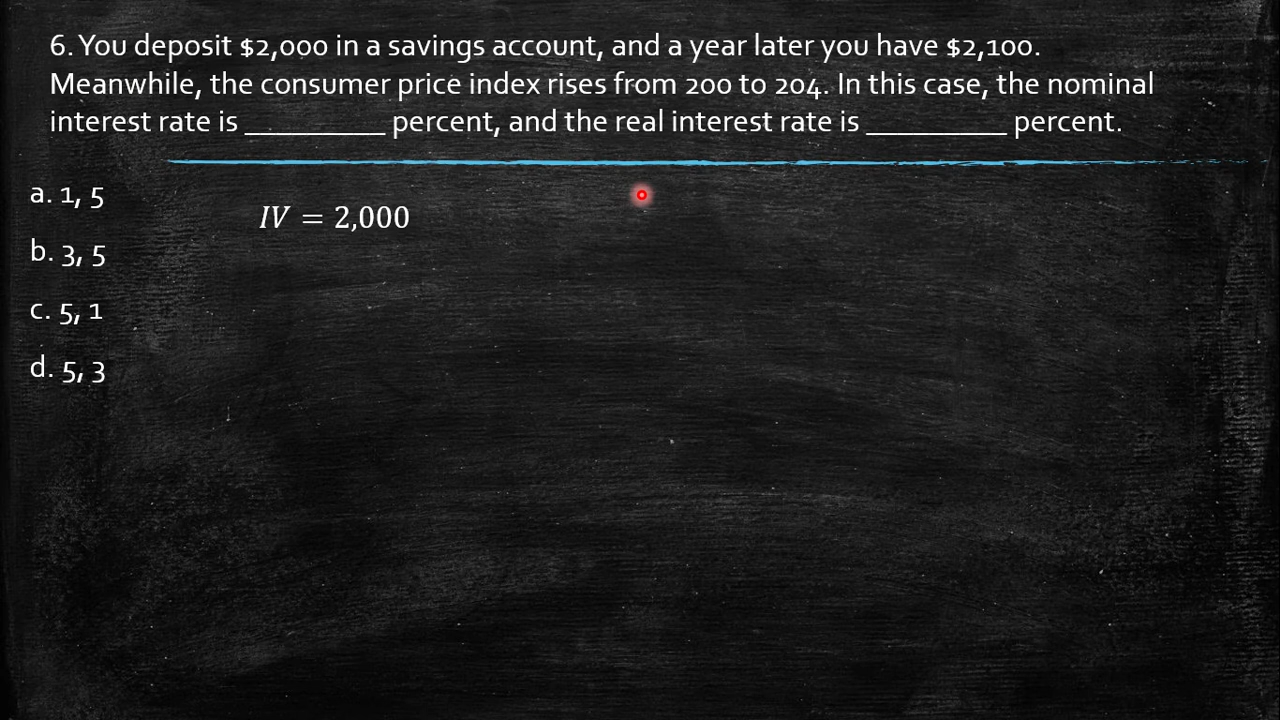 6. You deposit $2,000 in a savings account, and a year later you have $2,100.
Meanwhile, the consumer price index rises from 200 to 204. In this case, the nominal
interest rate is __________ percent, and the real interest rate is __________ percent.
a. 1, 5
IV = 2,000
b. 3, 5
c. 5, 1
d. 5, 3